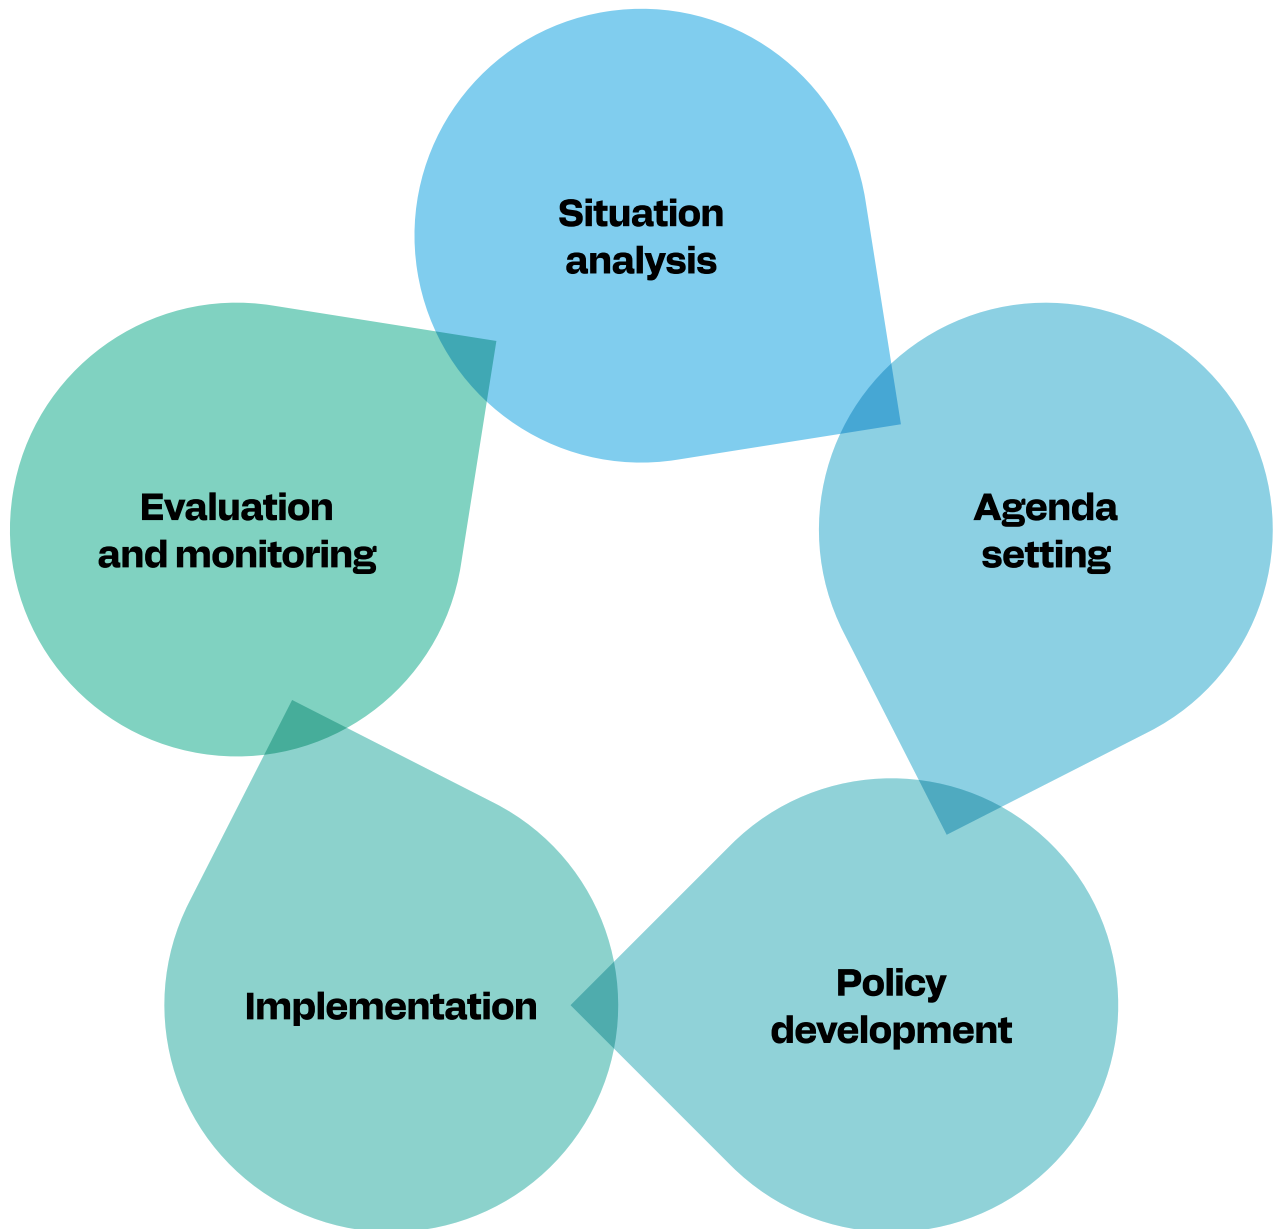 Situation
analysis
Agenda
setting
Policy
development
Implementation
Evaluation
and monitoring